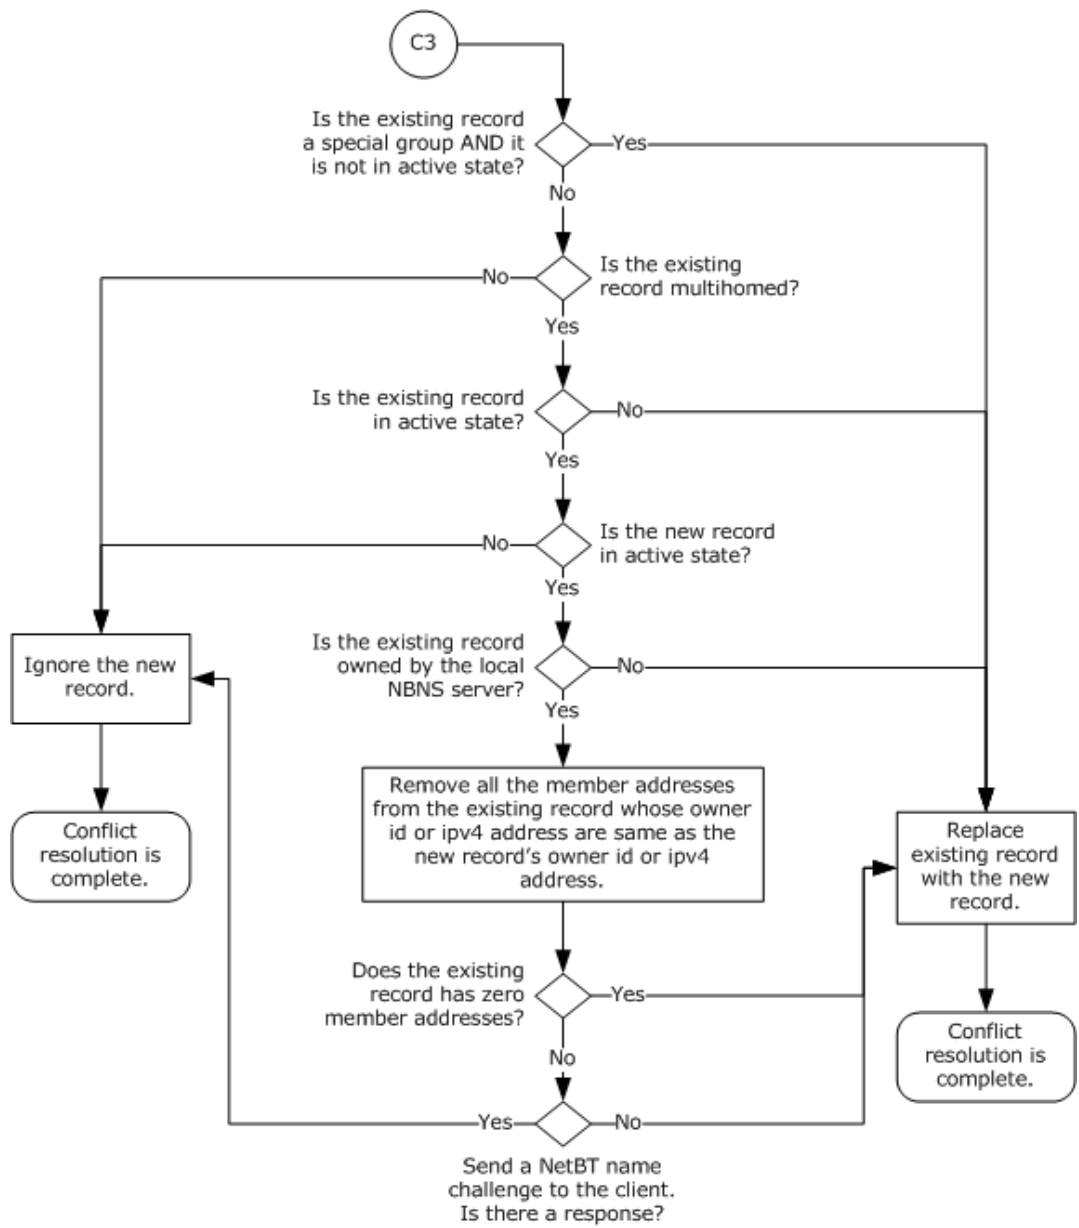 C3
Is the existing record
a special group AND it
is not in active state?
Yes
No
No
Is the existing
record multihomed?
Yes
Is the existing record
in active state?
No
Yes
No
Is the new record
in active state?
Yes
Is the existing record
owned by the local
NBNS server?
No
Yes
Ignore the new
record.
Remove all the member addresses
from the existing record whose owner
id or ipv4 address are same as the
new record's owner id or ipv4
address.
Conflict
resolution is
complete.
Replace
existing record
with the new
record.
Does the existing
record has zero
member addresses?
Yes
No
Conflict
resolution is
complete.
Yes
No
Send a NetBT name
challenge to the client.
Is there a response?